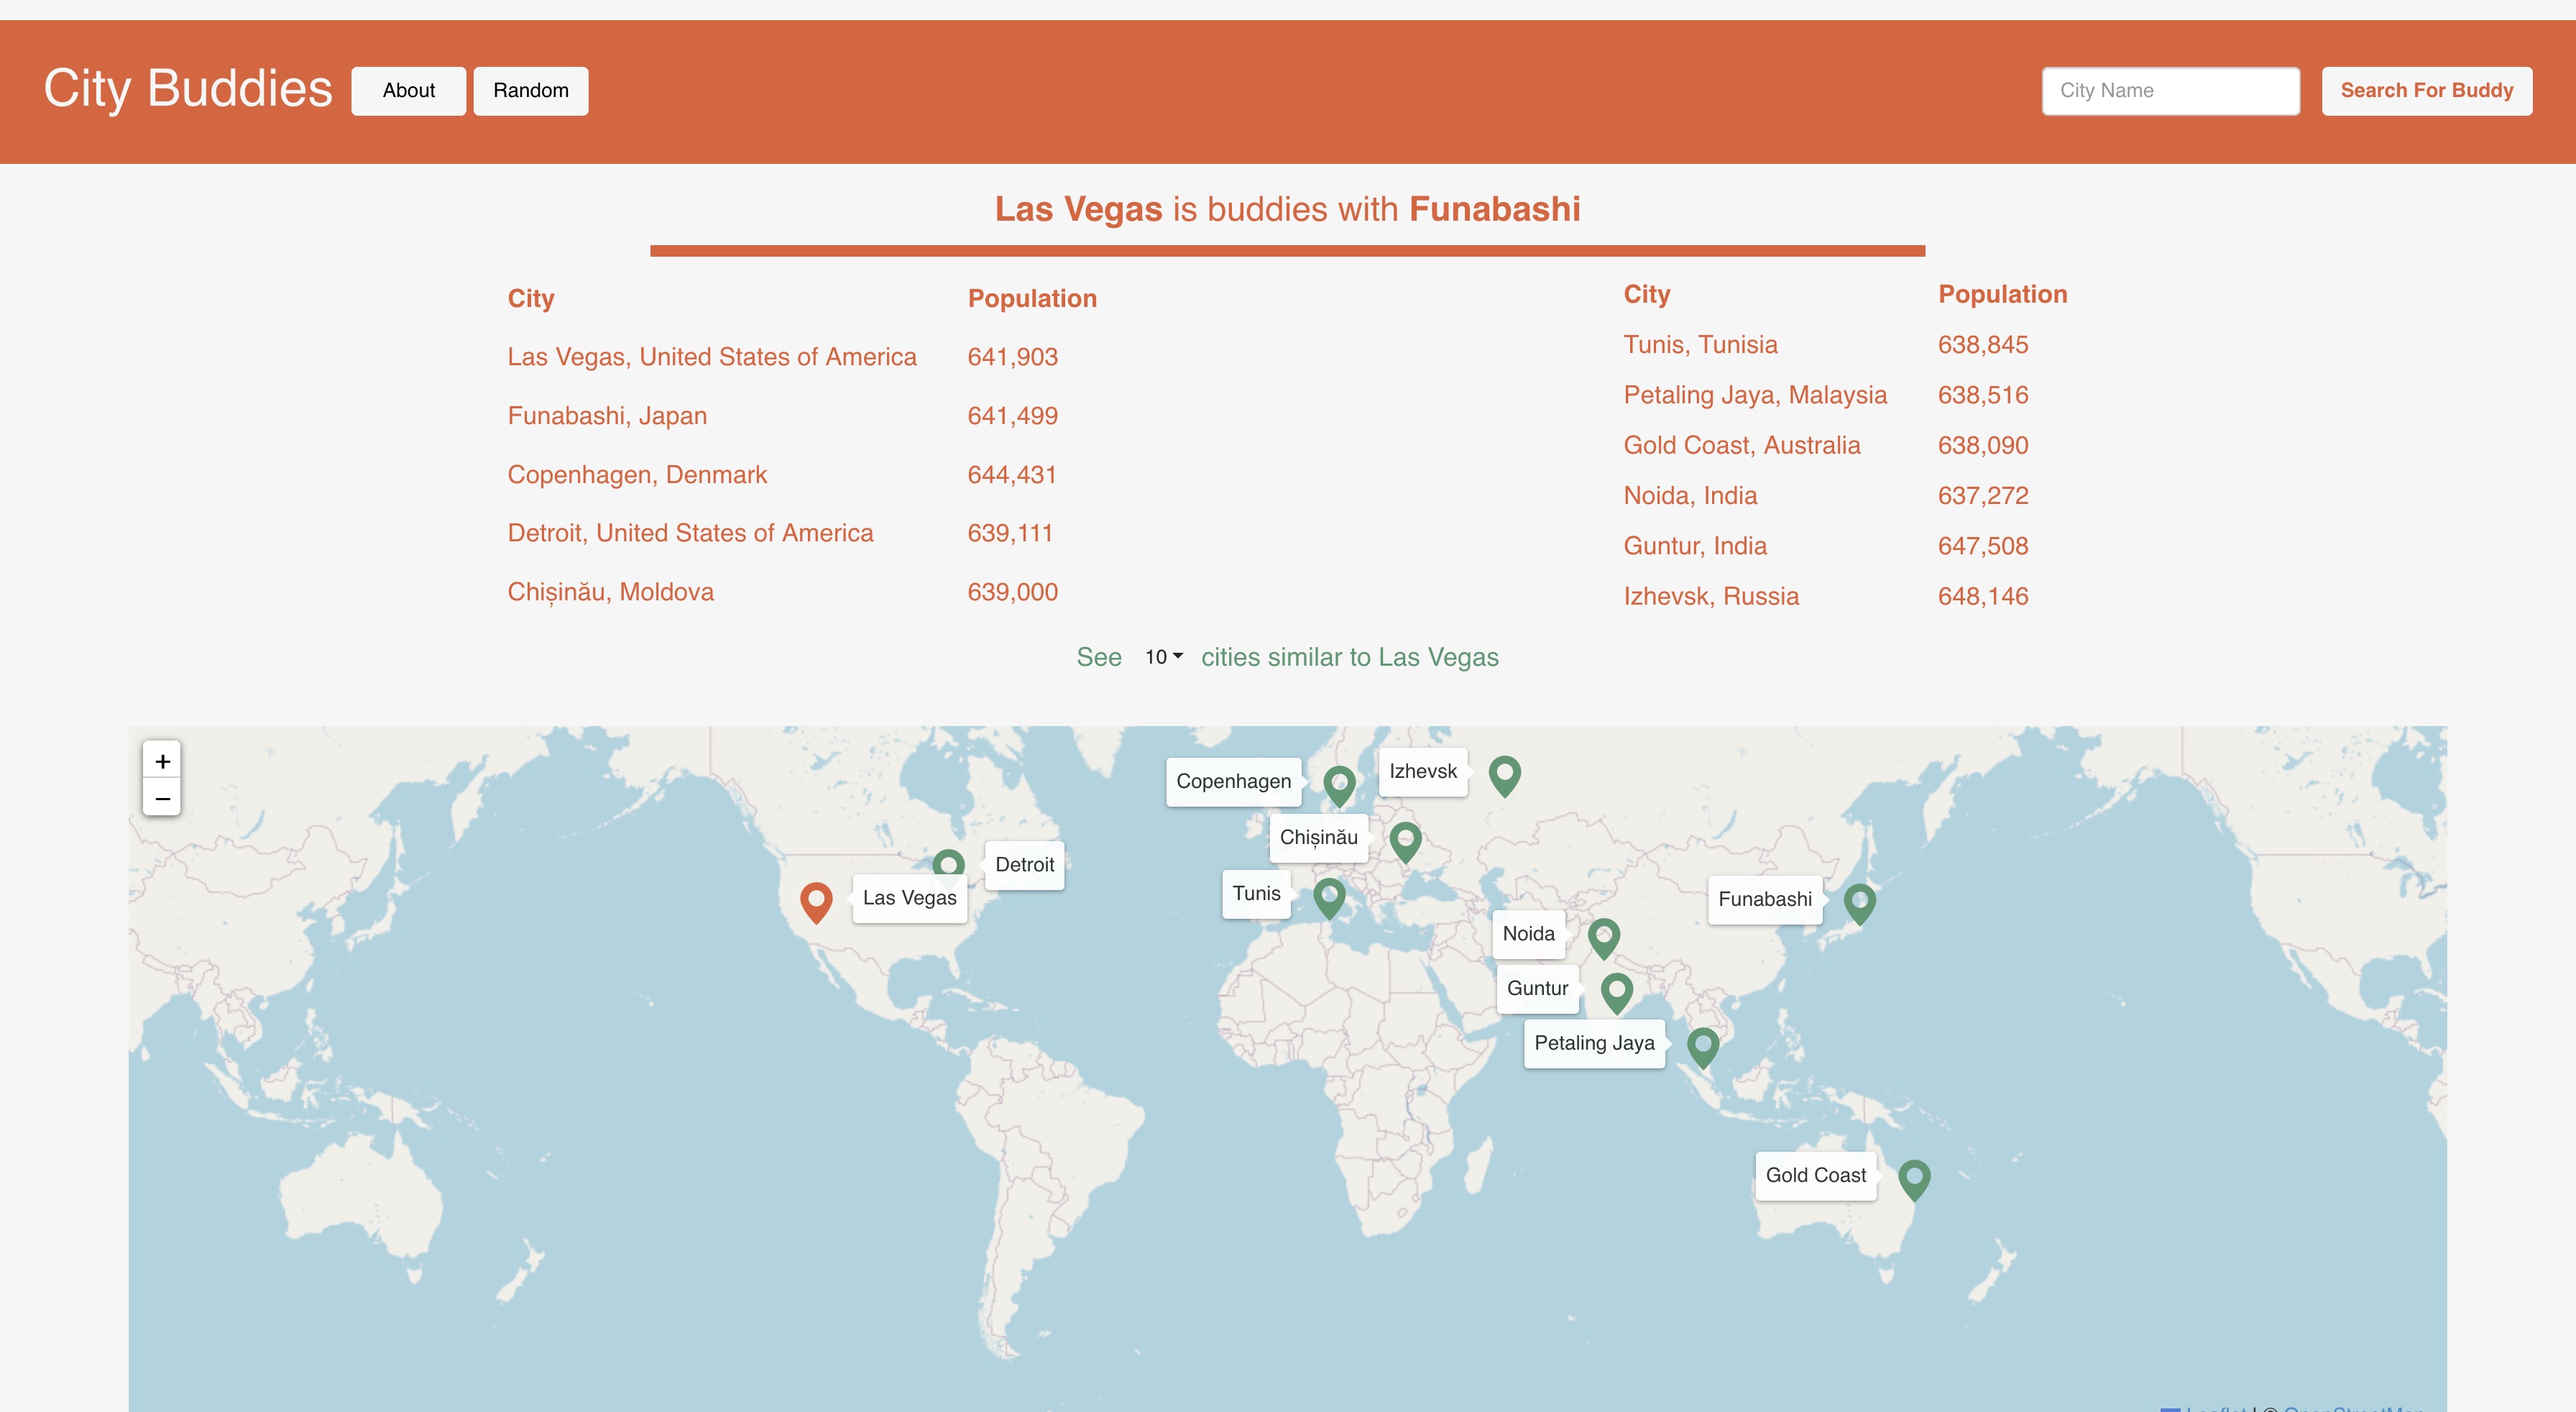 City Buddies
About
Random
City Name
Search For Buddy
Las Vegas is buddies with Funabashi
City Population
Las Vegas, United States of America 641,903
Funabashi, Japan 641,499
Copenhagen, Denmark 644,431
Detroit, United States of America 639,111
Chișinău, Moldova 639,000
City Population
Tunis, Tunisia 638,845
Petaling Jaya, Malaysia 638,516
Gold Coast, Australia 638,090
Noida, India 637,272
Guntur, India 647,508
Izhevsk, Russia 648,146
See 10 cities similar to Las Vegas
+
−
Copenhagen
Izhevsk
Chișinău
Detroit
Las Vegas
Tunis
Funabashi
Noida
Guntur
Petaling Jaya
Gold Coast
Leaflet | © OpenStreetMap